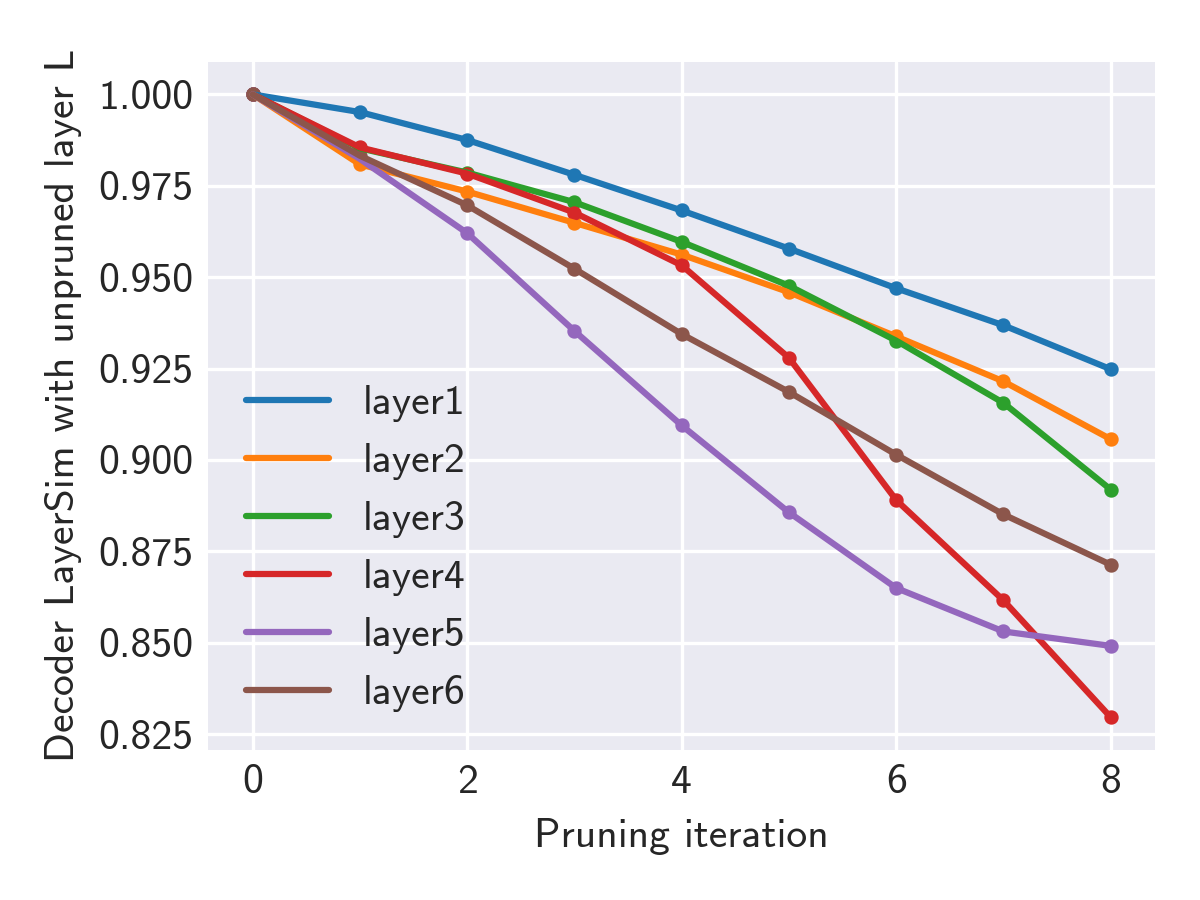 Decoder LayerSim with unpruned layer L
1.000
0.975
0.950
0.925
0.900
0.875
0.850
0.825
layer1
layer2
layer3
layer4
layer5
layer6
0 2 4 6 8
Pruning iteration